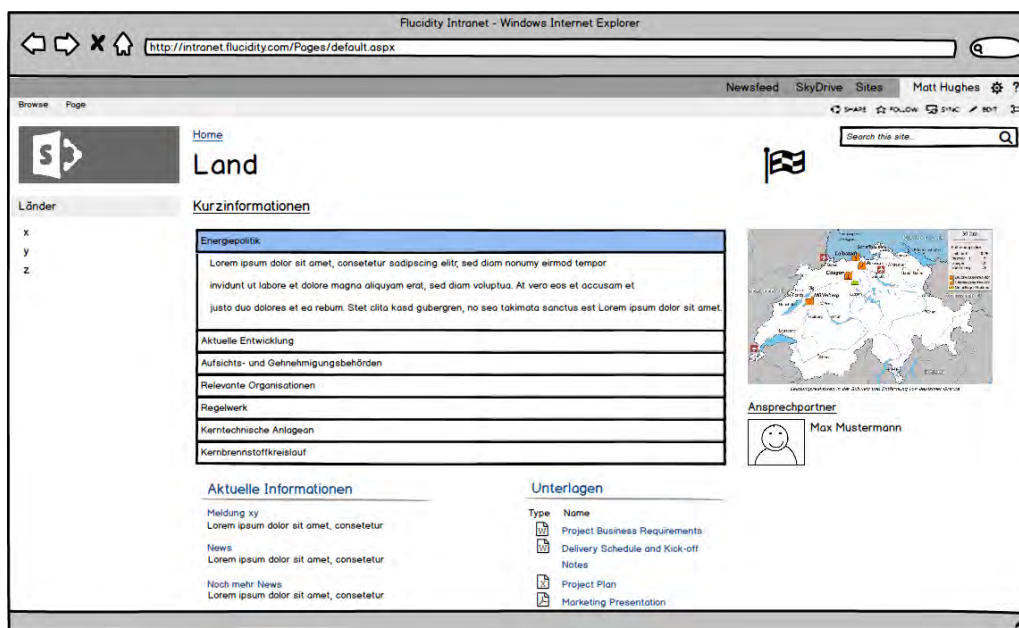 Flucidity Intranet - Windows Internet Explorer
http://intranet.flucidity.com/Pages/default.aspx
Newsfeed SkyDrive Sites Matt Hughes ?
Browse Page
SHARE FOLLOW SYNC EDIT
S
Home
Search this site...
Land
Länder
Kurzinformationen
x
y
z
Energiepolitik
Lorem ipsum dolor sit amet, consetetur sadipscing elitr, sed diam nonumy eirmod tempor
invidunt ut labore et dolore magna aliquyam erat, sed diam voluptua. At vero eos et accusam et
justo duo dolores et ea rebum. Stet clita kasd gubergren, no sea takimata sanctus est Lorem ipsum dolor sit amet.
Aktuelle Entwicklung
Aufsichts- und Gehnehmigungsbehörden
Relevante Organisationen
Regelwerk
Kerntechnische Anlagean
Kernbrennstoffkreislauf
Ansprechpartner
Max Mustermann
Aktuelle Informationen
Meldung xy
Lorem ipsum dolor sit amet, consetetur
News
Lorem ipsum dolor sit amet, consetetur
Noch mehr News
Lorem ipsum dolor sit amet, consetetur
Unterlagen
Type Name
Project Business Requirements
Delivery Schedule and Kick-off
Notes
Project Plan
Marketing Presentation